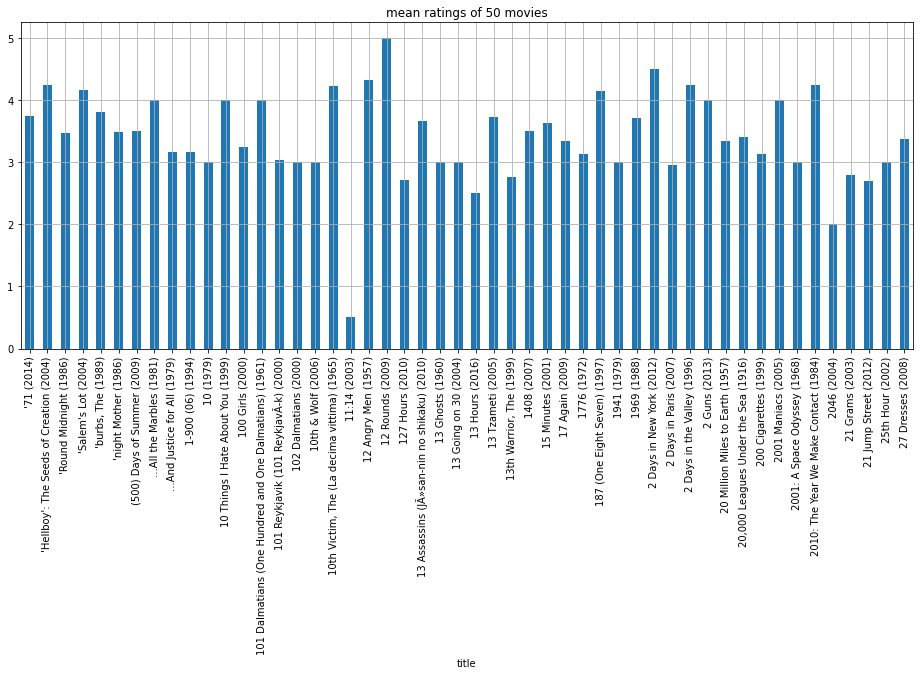 mean ratings of 50 movies
5
4
3
2
1
0
'71 (2014)
'Hellboy': The Seeds of Creation (2004)
'Round Midnight (1986)
'Salem's Lot (2004)
'burbs, The (1989)
'night Mother (1986)
(500) Days of Summer (2009)
...All the Marbles (1981)
...And Justice for All (1979)
1-900 (06) (1994)
10 (1979)
10 Things I Hate About You (1999)
100 Girls (2000)
101 Dalmatians (One Hundred and One Dalmatians) (1961)
101 Reykjavik (101 ReykjavÃ­k) (2000)
102 Dalmatians (2000)
10th & Wolf (2006)
10th Victim, The (La decima vittima) (1965)
11:14 (2003)
12 Angry Men (1957)
12 Rounds (2009)
127 Hours (2010)
13 Assassins (JÃ»san-nin no shikaku) (2010)
13 Ghosts (1960)
13 Going on 30 (2004)
13 Hours (2016)
13 Tzameti (2005)
13th Warrior, The (1999)
1408 (2007)
15 Minutes (2001)
17 Again (2009)
1776 (1972)
187 (One Eight Seven) (1997)
1941 (1979)
1969 (1988)
2 Days in New York (2012)
2 Days in Paris (2007)
2 Days in the Valley (1996)
2 Guns (2013)
20 Million Miles to Earth (1957)
20,000 Leagues Under the Sea (1916)
200 Cigarettes (1999)
2001 Maniacs (2005)
2001: A Space Odyssey (1968)
2010: The Year We Make Contact (1984)
2046 (2004)
21 Grams (2003)
21 Jump Street (2012)
25th Hour (2002)
27 Dresses (2008)
title